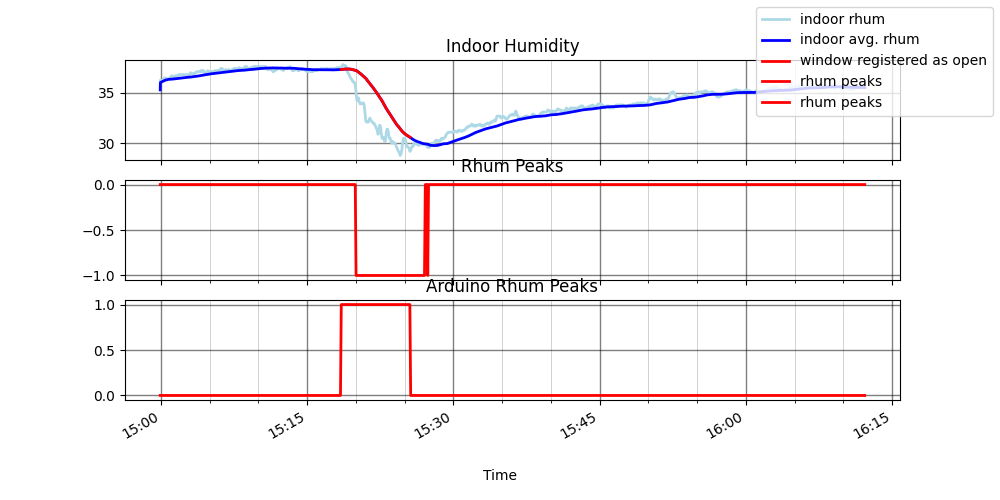 indoor rhum
indoor avg. rhum
window registered as open
rhum peaks
rhum peaks
Indoor Humidity
35
30
Rhum Peaks
0.0
−0.5
−1.0
Arduino Rhum Peaks
1.0
0.5
0.0
15:00 15:15 15:30 15:45 16:00 16:15
Time